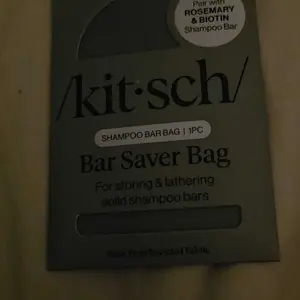 Pair with
ROSEMARY
& BIOTIN
Shampoo Bar
/kit·sch/
SHAMPOO BAR BAG | 1PC
Bar Saver Bag
For storing & lathering
solid shampoo bars